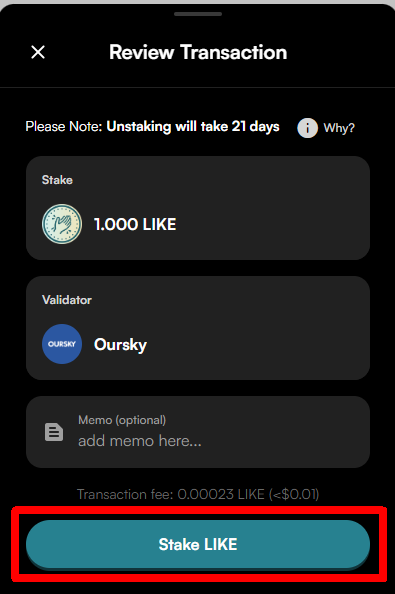 Review Transaction
Please Note: Unstaking will take 21 days
Why?
Stake
1.000 LIKE
Validator
OURSKY
Oursky
Memo (optional)
add memo here...
Transaction fee: 0.00023 LIKE (<$0.01)
Stake LIKE